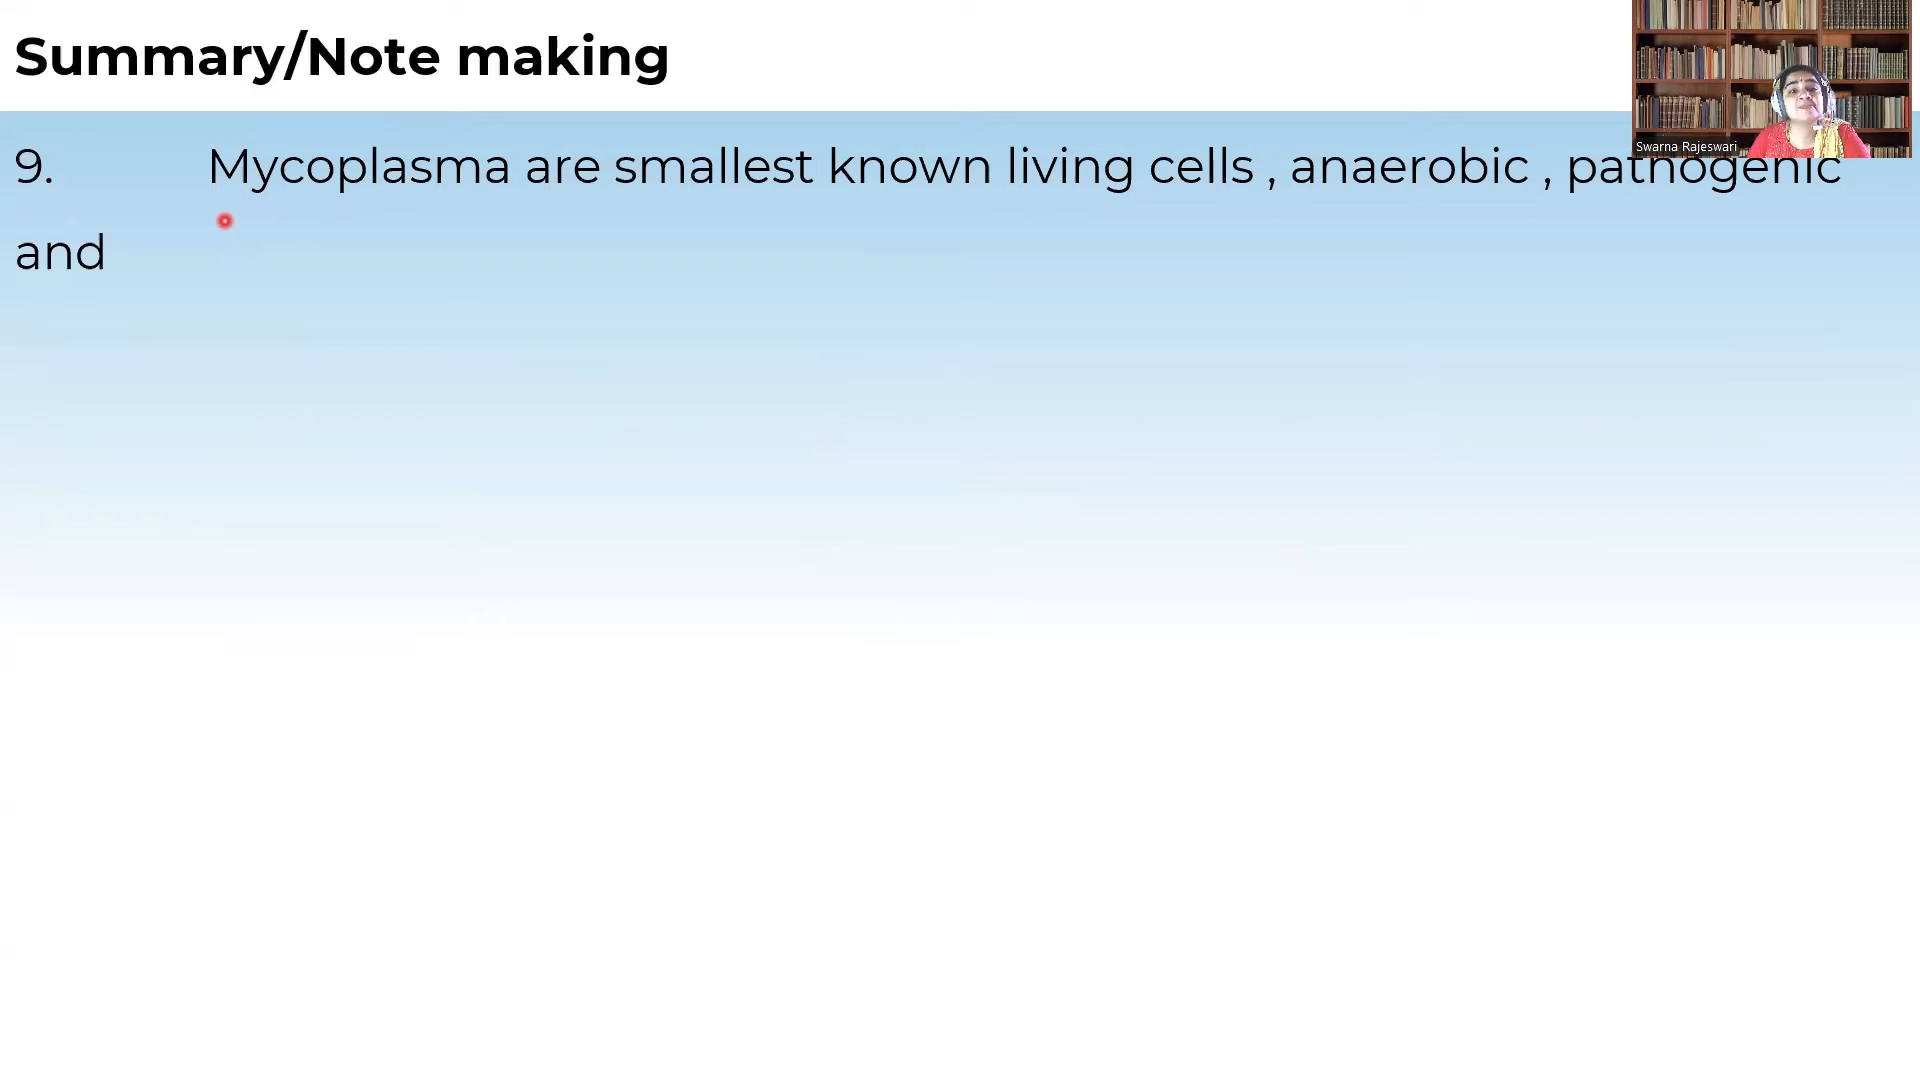 Summary/Note making
Swarna Rajeswari
9. Mycoplasma are smallest known living cells , anaerobic , pathogenic
and